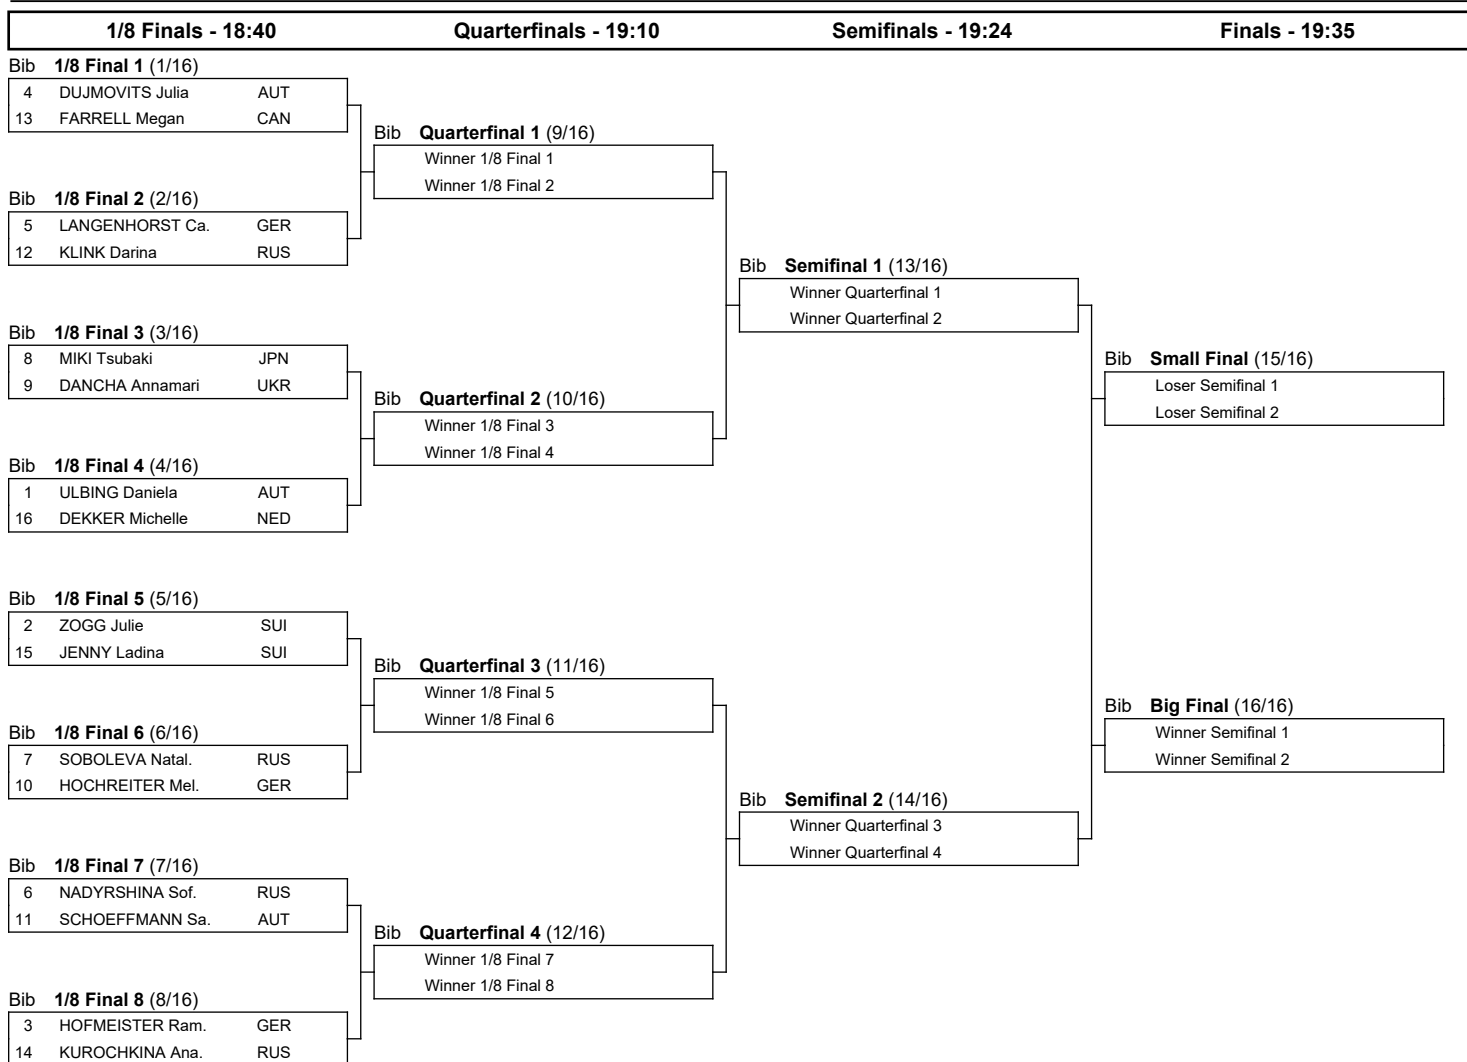 1/8 Finals - 18:40 Quarterfinals - 19:10 Semifinals - 19:24 Finals - 19:35
Bib 1/8 Final 1 (1/16)
4 DUJMOVITS Julia AUT
13 FARRELL Megan CAN
Bib 1/8 Final 2 (2/16)
5 LANGENHORST Ca. GER
12 KLINK Darina RUS
Bib 1/8 Final 3 (3/16)
8 MIKI Tsubaki JPN
9 DANCHA Annamari UKR
Bib 1/8 Final 4 (4/16)
1 ULBING Daniela AUT
16 DEKKER Michelle NED
Bib 1/8 Final 5 (5/16)
2 ZOGG Julie SUI
15 JENNY Ladina SUI
Bib 1/8 Final 6 (6/16)
7 SOBOLEVA Natal. RUS
10 HOCHREITER Mel. GER
Bib 1/8 Final 7 (7/16)
6 NADYRSHINA Sof. RUS
11 SCHOEFFMANN Sa. AUT
Bib 1/8 Final 8 (8/16)
3 HOFMEISTER Ram. GER
14 KUROCHKINA Ana. RUS
Bib Quarterfinal 1 (9/16)
Winner 1/8 Final 1
Winner 1/8 Final 2
Bib Quarterfinal 2 (10/16)
Winner 1/8 Final 3
Winner 1/8 Final 4
Bib Quarterfinal 3 (11/16)
Winner 1/8 Final 5
Winner 1/8 Final 6
Bib Quarterfinal 4 (12/16)
Winner 1/8 Final 7
Winner 1/8 Final 8
Bib Semifinal 1 (13/16)
Winner Quarterfinal 1
Winner Quarterfinal 2
Bib Semifinal 2 (14/16)
Winner Quarterfinal 3
Winner Quarterfinal 4
Bib Small Final (15/16)
Loser Semifinal 1
Loser Semifinal 2
Bib Big Final (16/16)
Winner Semifinal 1
Winner Semifinal 2